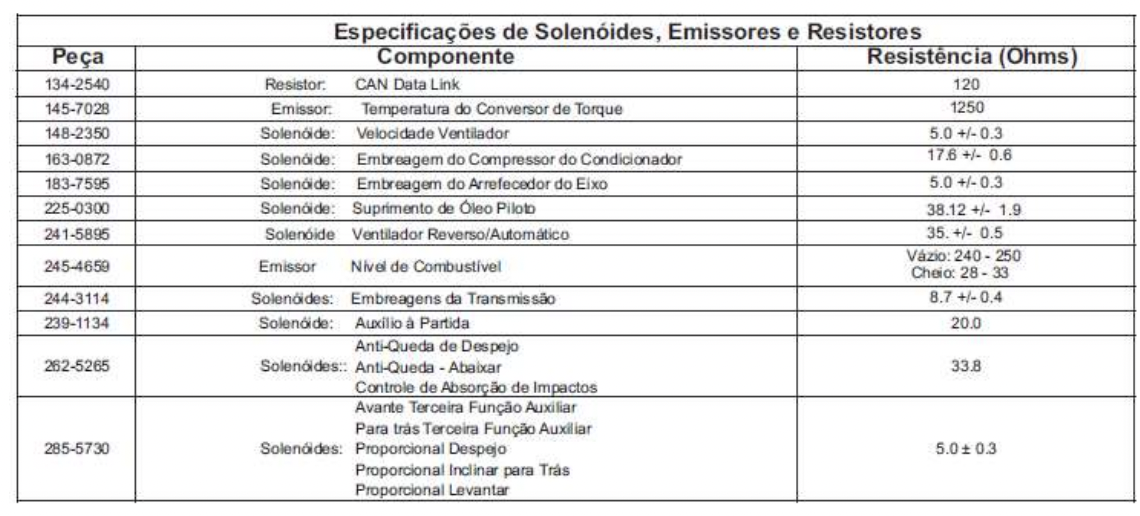 Especificações de Solenóides, Emissores e Resistores
Peça Componente Resistência (Ohms)
134-2540 Resistor: CAN Data Link 120
145-7028 Emissor: Temperatura do Conversor de Torque 1250
148-2350 Solenóide: Velocidade Ventilador 5.0 +/- 0.3
163-0872 Solenóide: Embreagem do Compressor do Condicionador 17.6 +/- 0.6
183-7595 Solenóide: Embreagem do Arrefecedor do Eixo 5.0 +/- 0.3
225-0300 Solenóide: Suprimento de Óleo Piloto 38.12 +/- 1.9
241-5895 Solenóide Ventilador Reverso/Automático 35. +/- 0.5
245-4659 Emissor Nível de Combustível Vázio: 240 - 250
Cheio: 28 - 33
244-3114 Solenóides: Embreagens da Transmissão 8.7 +/- 0.4
239-1134 Solenóide: Auxílio à Partida 20.0
Anti-Queda de Despejo
262-5265 Solenóides:: Anti-Queda - Abaixar 33.8
Controle de Absorção de Impactos
Avante Terceira Função Auxiliar
Para trás Terceira Função Auxiliar
285-5730 Solenóides: Proporcional Despejo 5.0 ± 0.3
Proporcional Inclinar para Trás
Proporcional Levantar